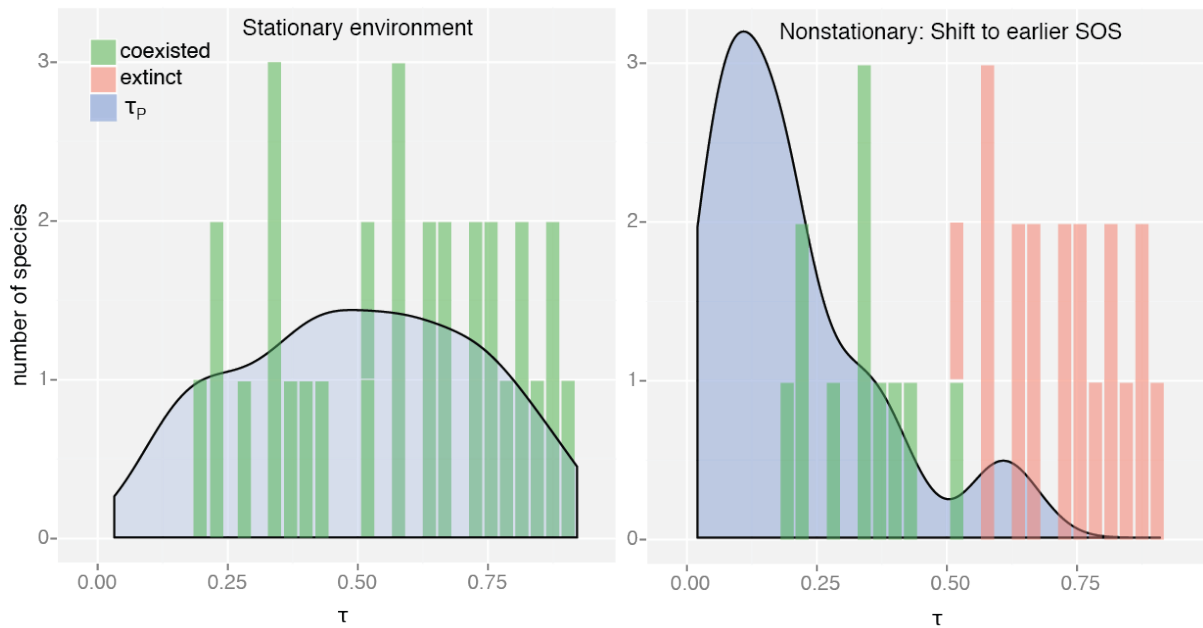 Stationary environment
coexisted
extinct
τP
number of species
3
2
1
0
0.00 0.25 0.50 0.75
τ
Nonstationary: Shift to earlier SOS
3
2
1
0
0.00 0.25 0.50 0.75
τ